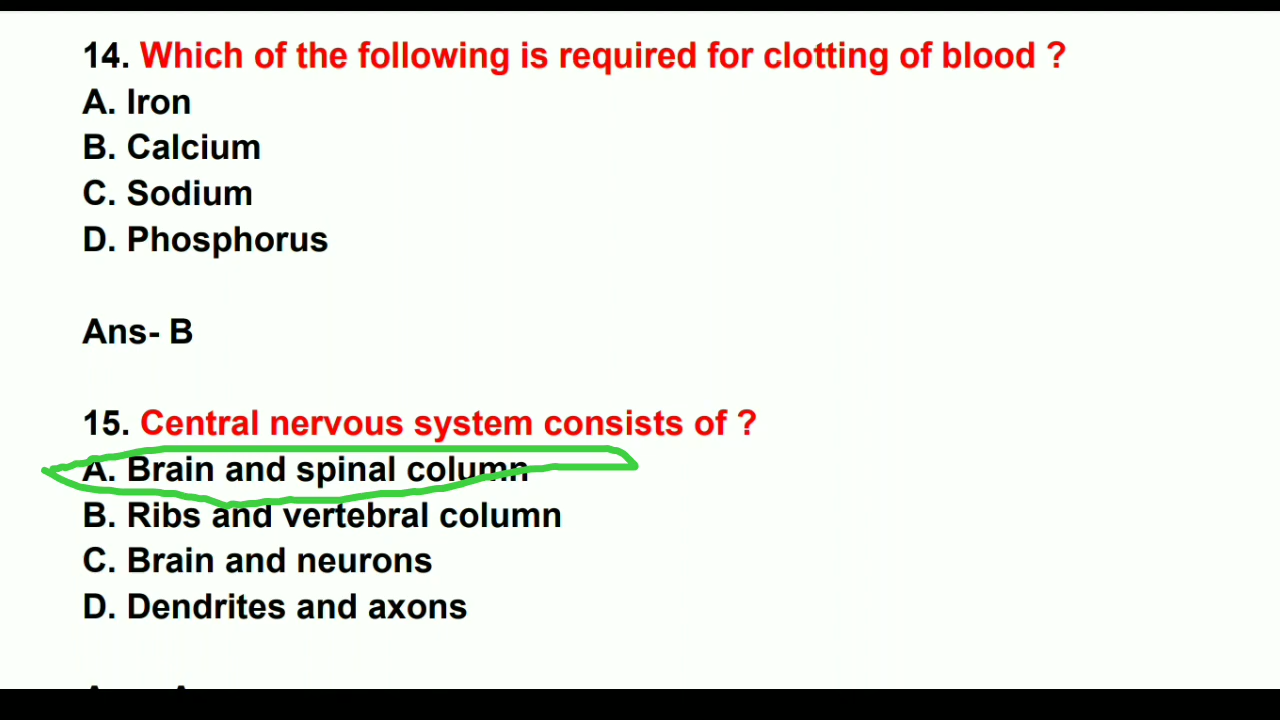 14. Which of the following is required for clotting of blood ?
A. Iron
B. Calcium
C. Sodium
D. Phosphorus
Ans- B
15. Central nervous system consists of ?
A. Brain and spinal column
B. Ribs and vertebral column
C. Brain and neurons
D. Dendrites and axons